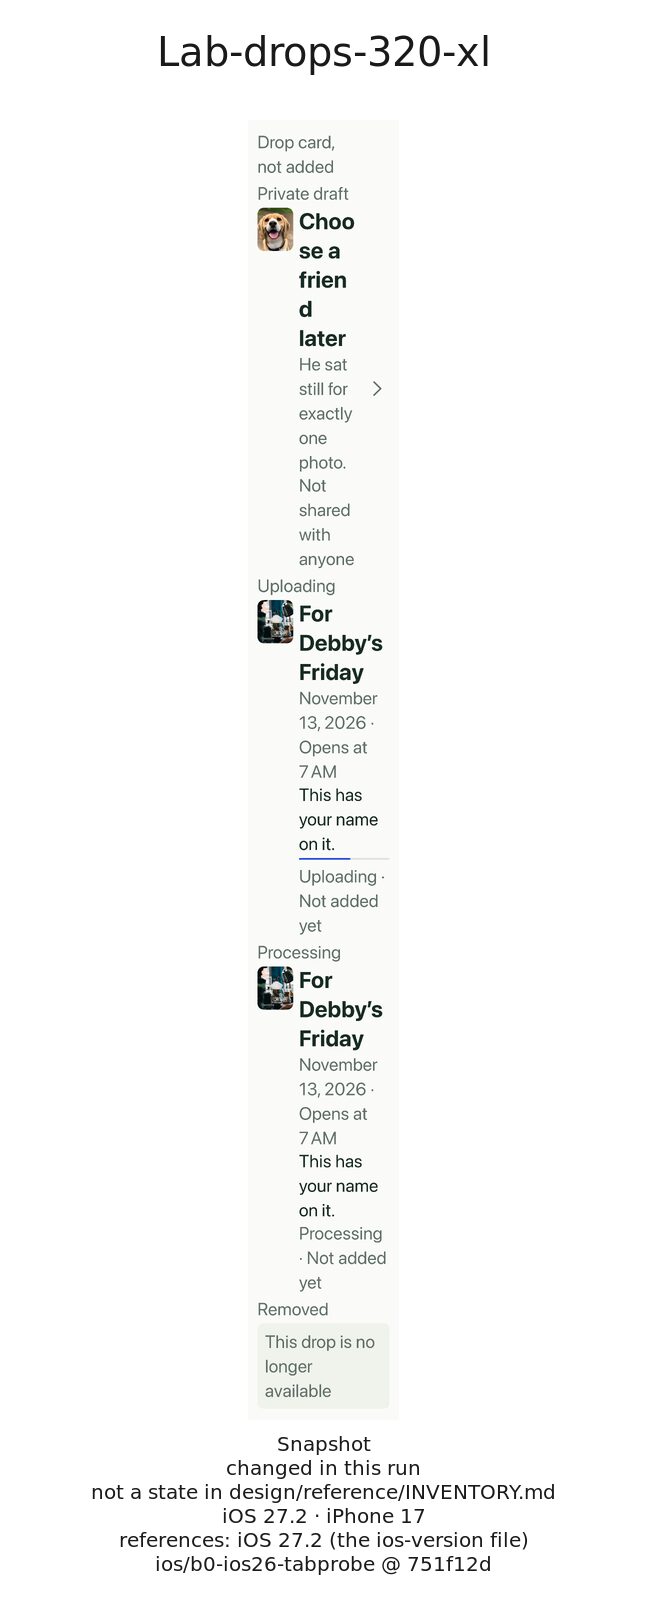 Lab-drops-320-xl
Drop card,
not added
Private draft
Choo
se a
frien
d
later
He sat
still for
exactly
one
photo.
Not
shared
with
anyone
Uploading
For
Debby’s
Friday
November
13, 2026 ·
Opens at
7 AM
This has
your name
on it.
Uploading ·
Not added
yet
Processing
For
Debby’s
Friday
November
13, 2026 ·
Opens at
7 AM
This has
your name
on it.
Processing
· Not added
yet
Removed
This drop is no
longer
available
Snapshot
changed in this run
not a state in design/reference/INVENTORY.md
iOS 27.2 · iPhone 17
references: iOS 27.2 (the ios-version file)
ios/b0-ios26-tabprobe @ 751f12d